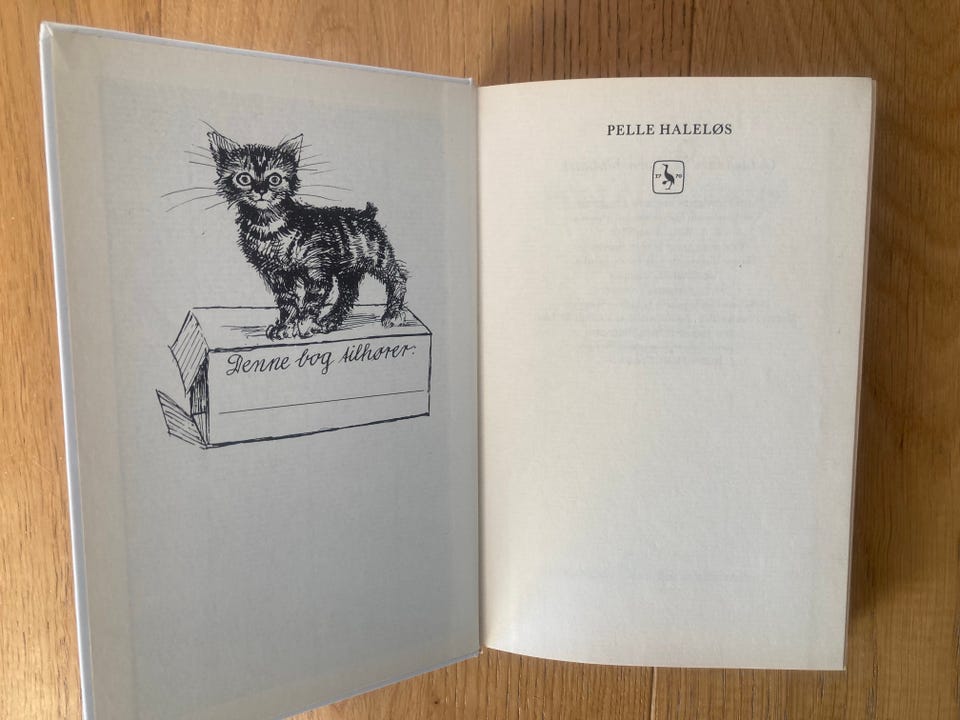 Denne bog tilhører:
PELLE HALELØS
17 70